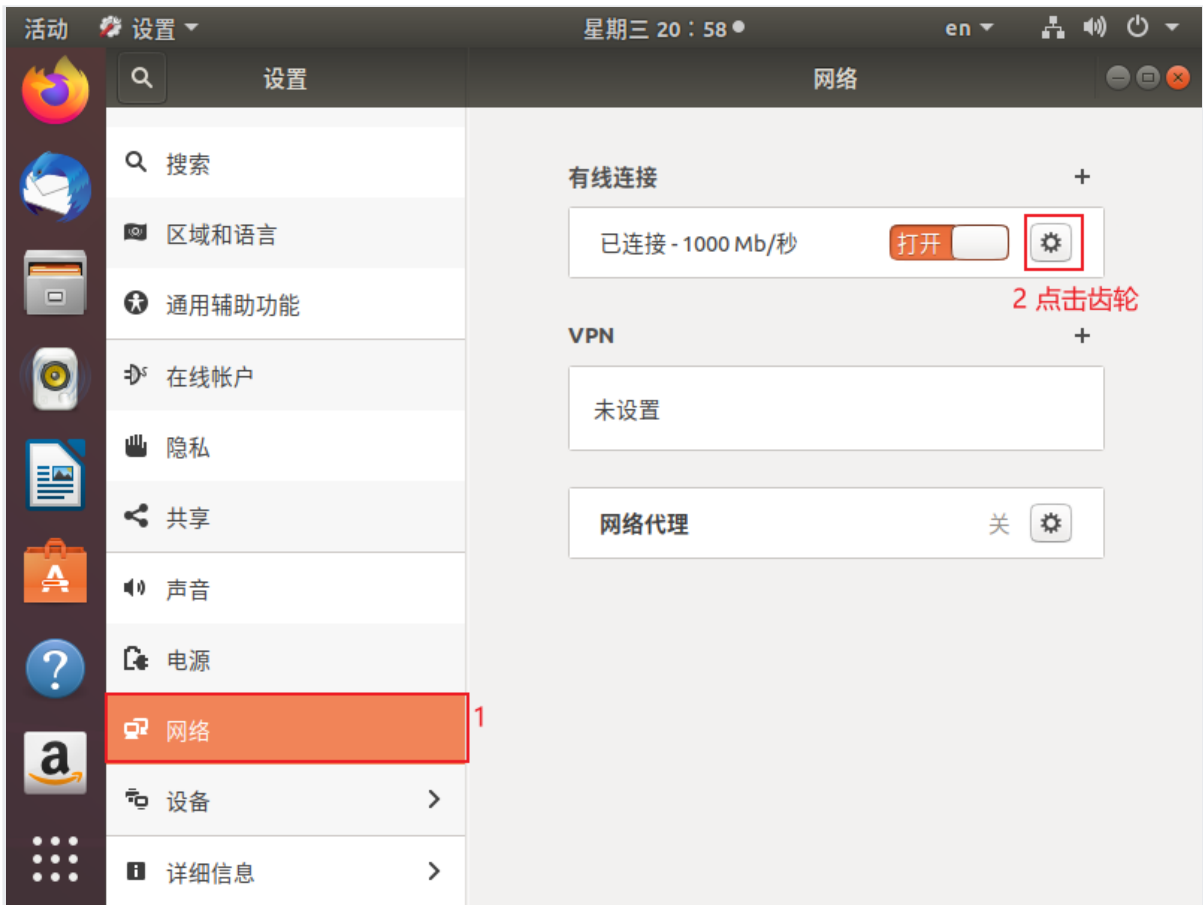 活动 设置 星期三 20：58 en
设置 网络
搜索
区域和语言
通用辅助功能
在线帐户
隐私
共享
声音
电源
网络
1
设备
详细信息
有线连接
已连接 - 1000 Mb/秒 打开
2 点击齿轮
VPN
未设置
网络代理 关